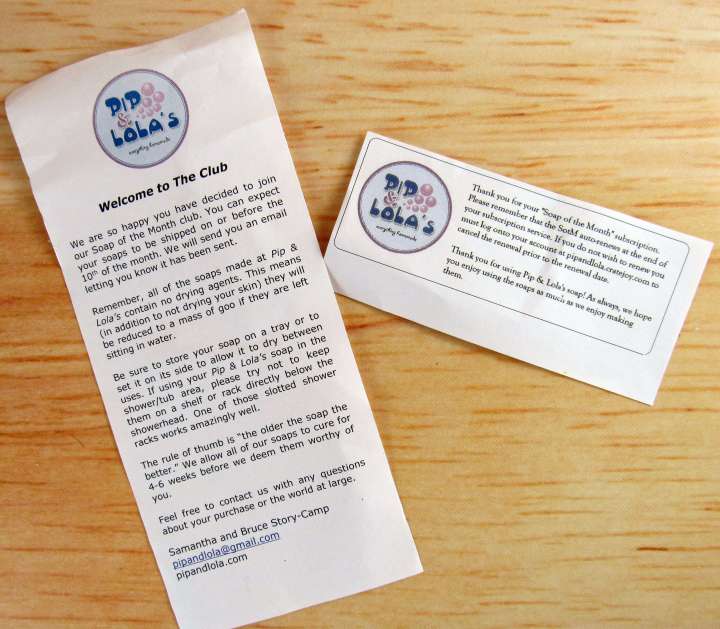 PIP
&
LOLA'S
everything homemade
Welcome to The Club
We are so happy you have decided to join
our Soap of the Month club. You can expect
your soaps to be shipped on or before the
10th of the month. We will send you an email
letting you know it has been sent.
Remember, all of the soaps made at Pip &
Lola's contain no drying agents. This means
(in addition to not drying your skin) they will
be reduced to a mass of goo if they are left
sitting in water.
Be sure to store your soap on a tray or to
set it on its side to allow it to dry between
uses. If using your Pip & Lola's soap in the
shower/tub area, please try not to keep
them on a shelf or rack directly below the
showerhead. One of those slotted shower
racks works amazingly well.
The rule of thumb is "the older the soap the
better." We allow all of our soaps to cure for
4-6 weeks before we deem them worthy of
you.
Feel free to contact us with any questions
about your purchase or the world at large.
Samantha and Bruce Story-Camp
pipandlola@gmail.com
pipandlola.com
PIP
&
LOLA'S
everything homemade
Thank you for your "Soap of the Month" subscription.
Please remember that the SotM auto-renews at the end of
your subscription service. If you do not wish to renew you
must log onto your account at pipandlola.cratejoy.com to
cancel the renewal prior to the renewal date.
Thank you for using Pip & Lola's soap! As always, we hope
you enjoy using the soaps as much as we enjoy making
them.